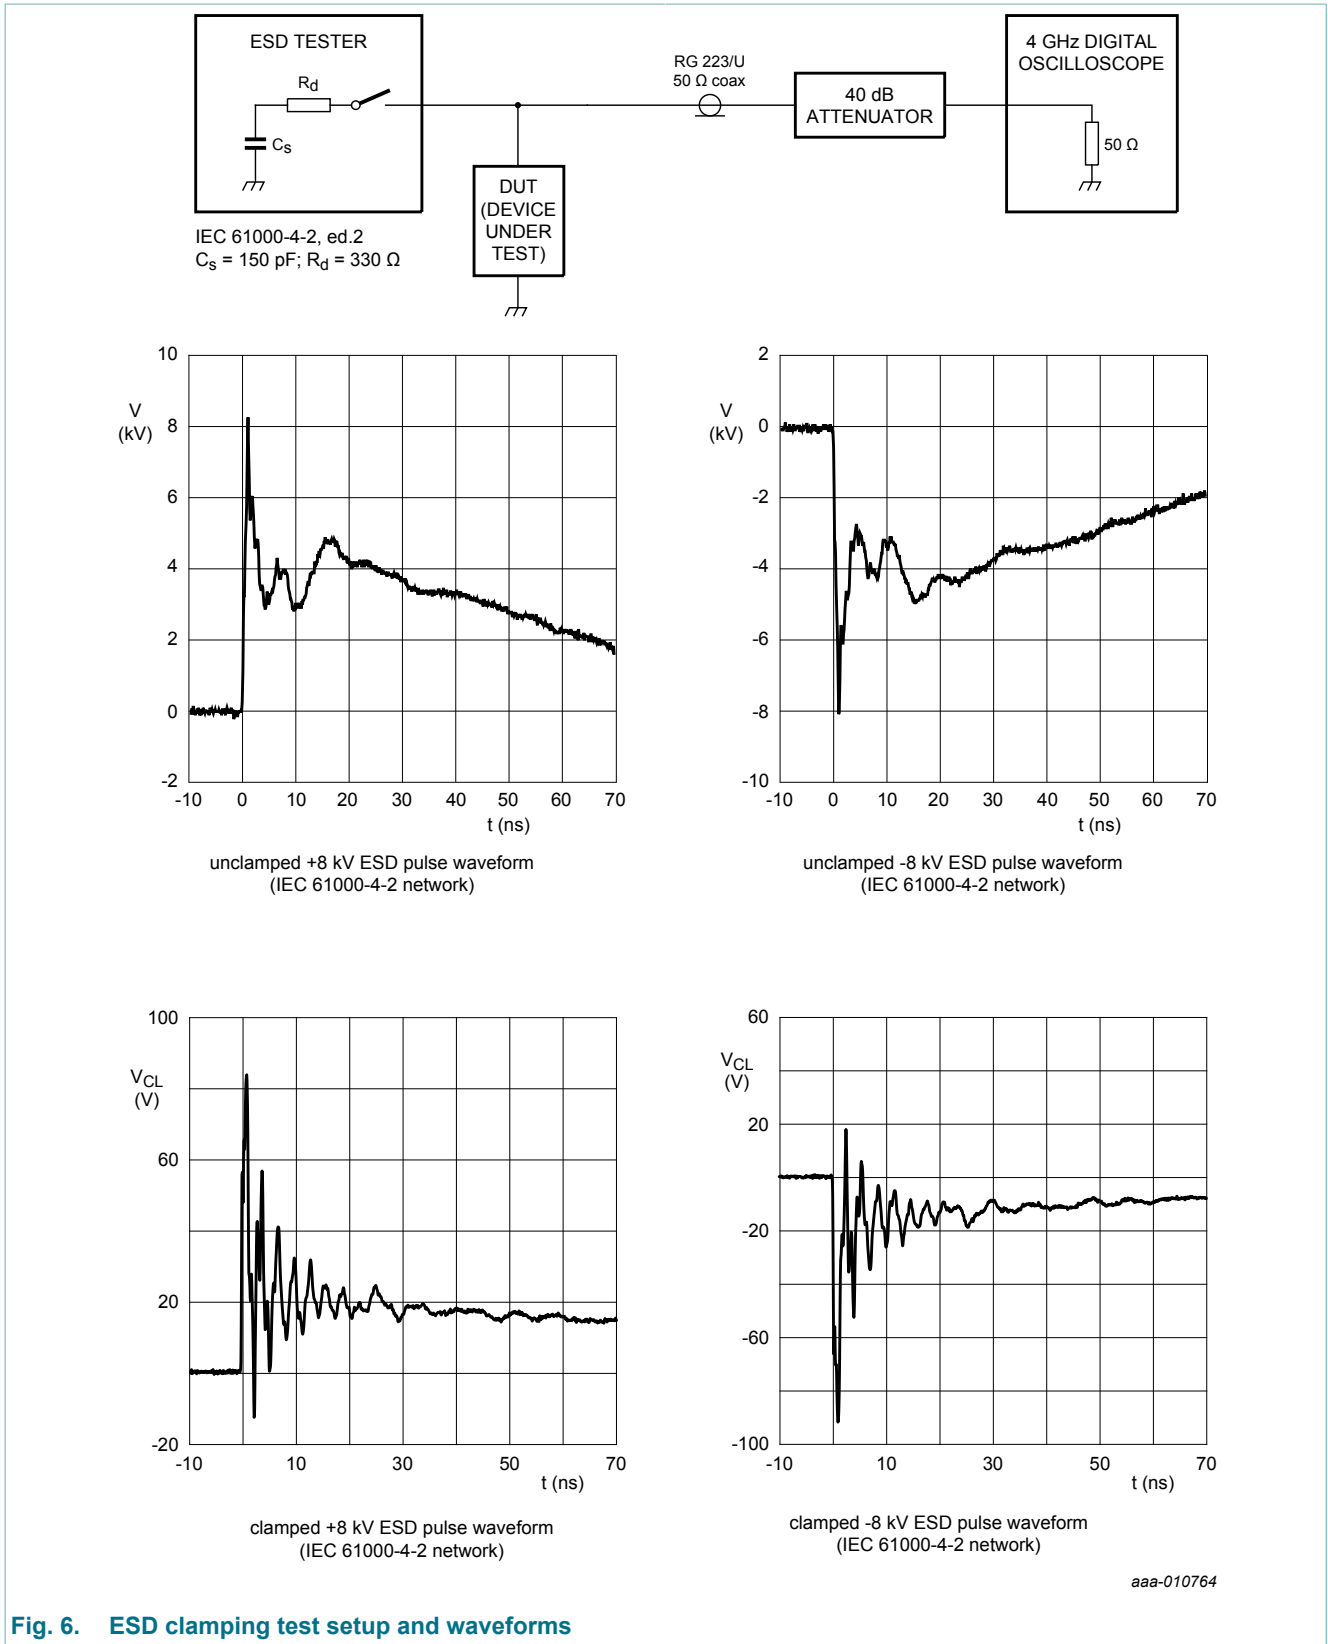 ESD TESTER
Rd
Cs
IEC 61000-4-2, ed.2
Cs = 150 pF; Rd = 330 Ω
DUT
(DEVICE
UNDER
TEST)
RG 223/U
50 Ω coax
40 dB
ATTENUATOR
4 GHz DIGITAL
OSCILLOSCOPE
50 Ω
10
8
6
4
2
0
-2
V
(kV)
-10 0 10 20 30 40 50 60 70
t (ns)
unclamped +8 kV ESD pulse waveform
(IEC 61000-4-2 network)
2
0
-2
-4
-6
-8
-10
V
(kV)
-10 0 10 20 30 40 50 60 70
t (ns)
unclamped -8 kV ESD pulse waveform
(IEC 61000-4-2 network)
100
60
20
-20
VCL
(V)
-10 10 30 50 70
t (ns)
clamped +8 kV ESD pulse waveform
(IEC 61000-4-2 network)
60
20
-20
-60
-100
VCL
(V)
-10 10 30 50 70
t (ns)
clamped -8 kV ESD pulse waveform
(IEC 61000-4-2 network)
aaa-010764
Fig. 6. ESD clamping test setup and waveforms